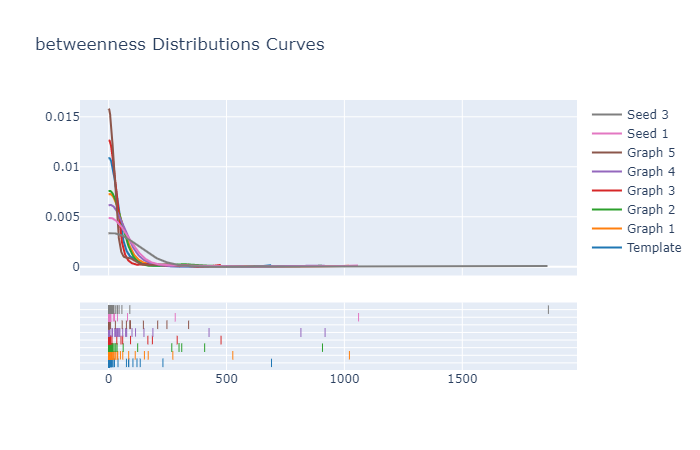 betweenness Distributions Curves
0.015
0.01
0.005
0
Seed 3
Seed 1
Graph 5
Graph 4
Graph 3
Graph 2
Graph 1
Template
0 500 1000 1500